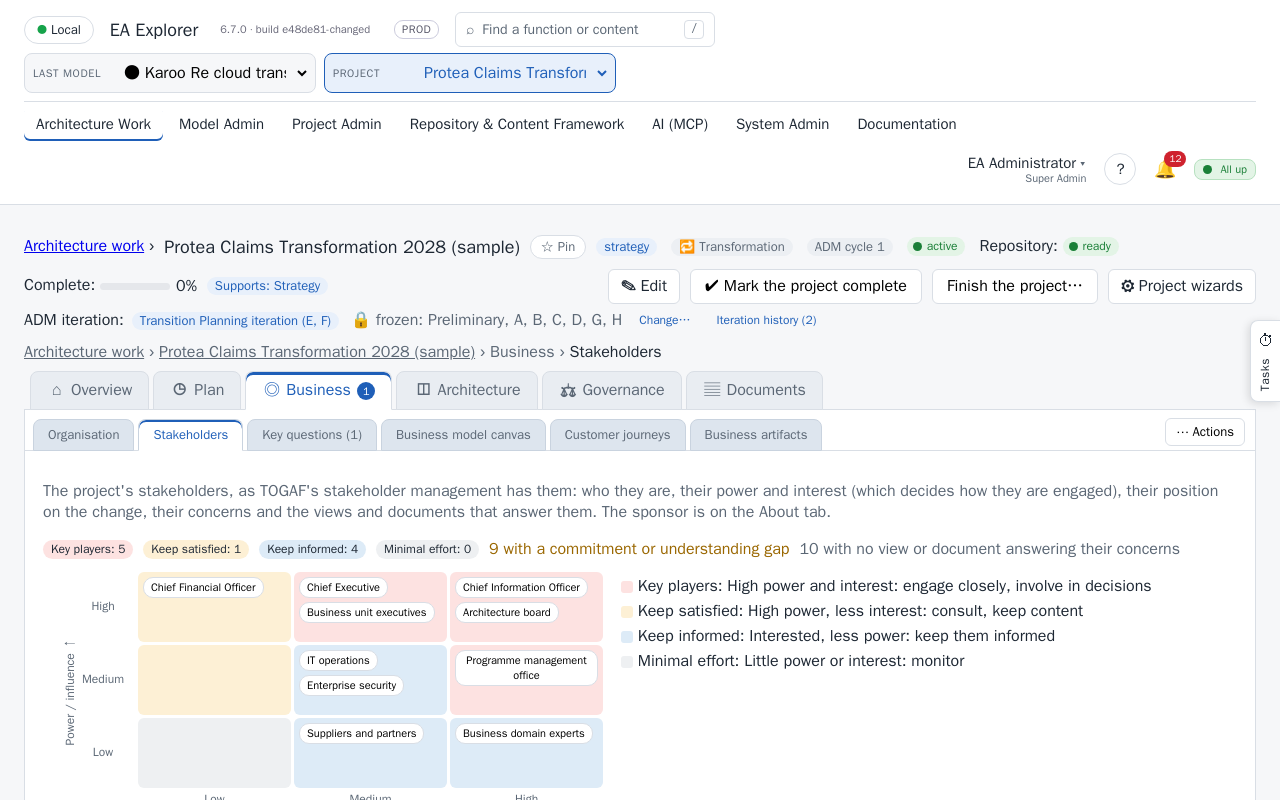 Local
EA Explorer
6.7.0 · build e48de81-changed
PROD
Find a function or content
/
LAST MODEL
Karoo Re cloud trans
PROJECT
Protea Claims Transfor
Architecture Work
Model Admin
Project Admin
Repository & Content Framework
AI (MCP)
System Admin
Documentation
EA Administrator ▾
Super Admin
?
12
All up
Architecture work › Protea Claims Transformation 2028 (sample)
☆ Pin
strategy
🔁 Transformation
ADM cycle 1
active
Repository:
ready
Complete:
0%
Supports: Strategy
✎ Edit
✔ Mark the project complete
Finish the project···
⚙ Project wizards
ADM iteration:
Transition Planning iteration (E, F)
🔒 frozen: Preliminary, A, B, C, D, G, H
Change···
Iteration history (2)
Architecture work › Protea Claims Transformation 2028 (sample) › Business › Stakeholders
Tasks
Overview
Plan
Business 1
Architecture
Governance
Documents
Organisation
Stakeholders
Key questions (1)
Business model canvas
Customer journeys
Business artifacts
··· Actions
The project's stakeholders, as TOGAF's stakeholder management has them: who they are, their power and interest (which decides how they are engaged), their position
on the change, their concerns and the views and documents that answer them. The sponsor is on the About tab.
Key players: 5
Keep satisfied: 1
Keep informed: 4
Minimal effort: 0
9 with a commitment or understanding gap
10 with no view or document answering their concerns
Power / influence ↑
High
Chief Financial Officer
Chief Executive
Business unit executives
Chief Information Officer
Architecture board
Medium
IT operations
Enterprise security
Programme management
office
Low
Suppliers and partners
Business domain experts
Low
Medium
High
Key players: High power and interest: engage closely, involve in decisions
Keep satisfied: High power, less interest: consult, keep content
Keep informed: Interested, less power: keep them informed
Minimal effort: Little power or interest: monitor